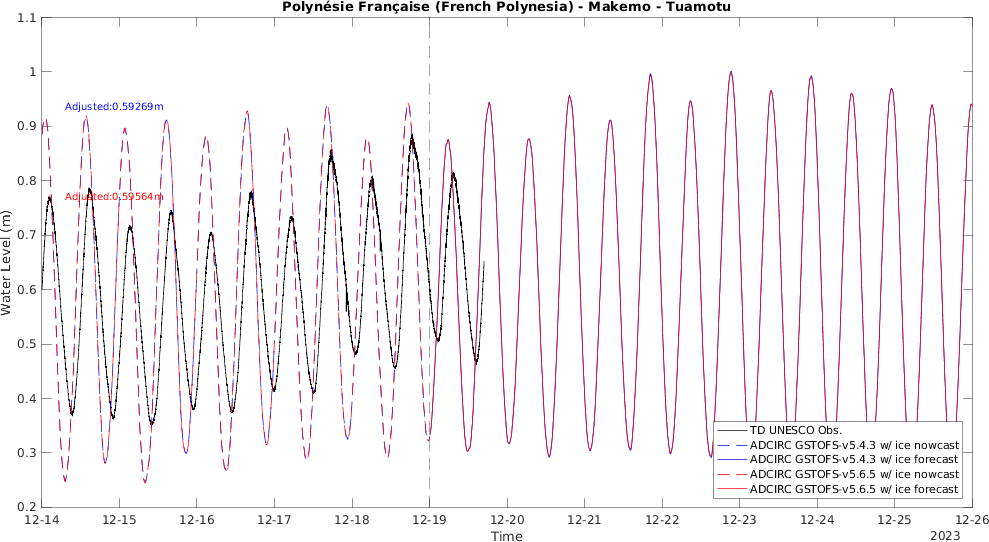 Polynésie Française (French Polynesia) - Makemo - Tuamotu
1.1
1
0.9
0.8
0.7
0.6
0.5
0.4
0.3
0.2
Water Level (m)
Adjusted:0.59269m
Adjusted:0.59564m
TD UNESCO Obs.
ADCIRC GSTOFS-v5.4.3 w/ ice nowcast
ADCIRC GSTOFS-v5.4.3 w/ ice forecast
ADCIRC GSTOFS-v5.6.5 w/ ice nowcast
ADCIRC GSTOFS-v5.6.5 w/ ice forecast
12-14 12-15 12-16 12-17 12-18 12-19 12-20 12-21 12-22 12-23 12-24 12-25 12-26
Time
2023